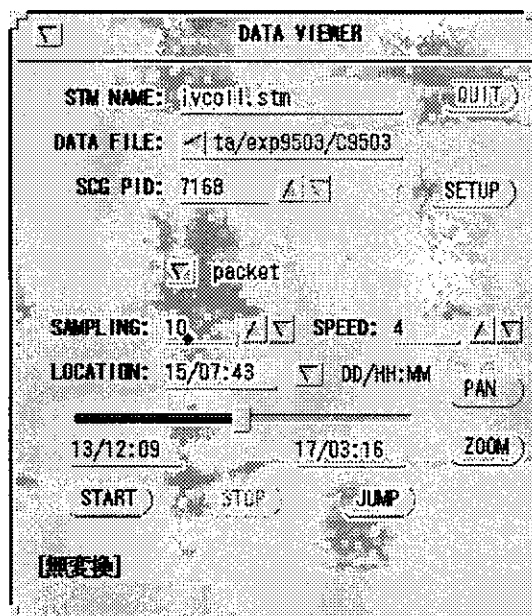 DATA VIEWER
STM NAME: ivcoll.stm QUIT
DATA FILE: ta/exp9503/C9503
SCG PID: 7168 SETUP
packet
SAMPLING: 10 SPEED: 4
LOCATION: 15/07:43 DD/HH:MM PAN
13/12:09 17/03:16 ZOOM
START STOP JUMP
[無変換]